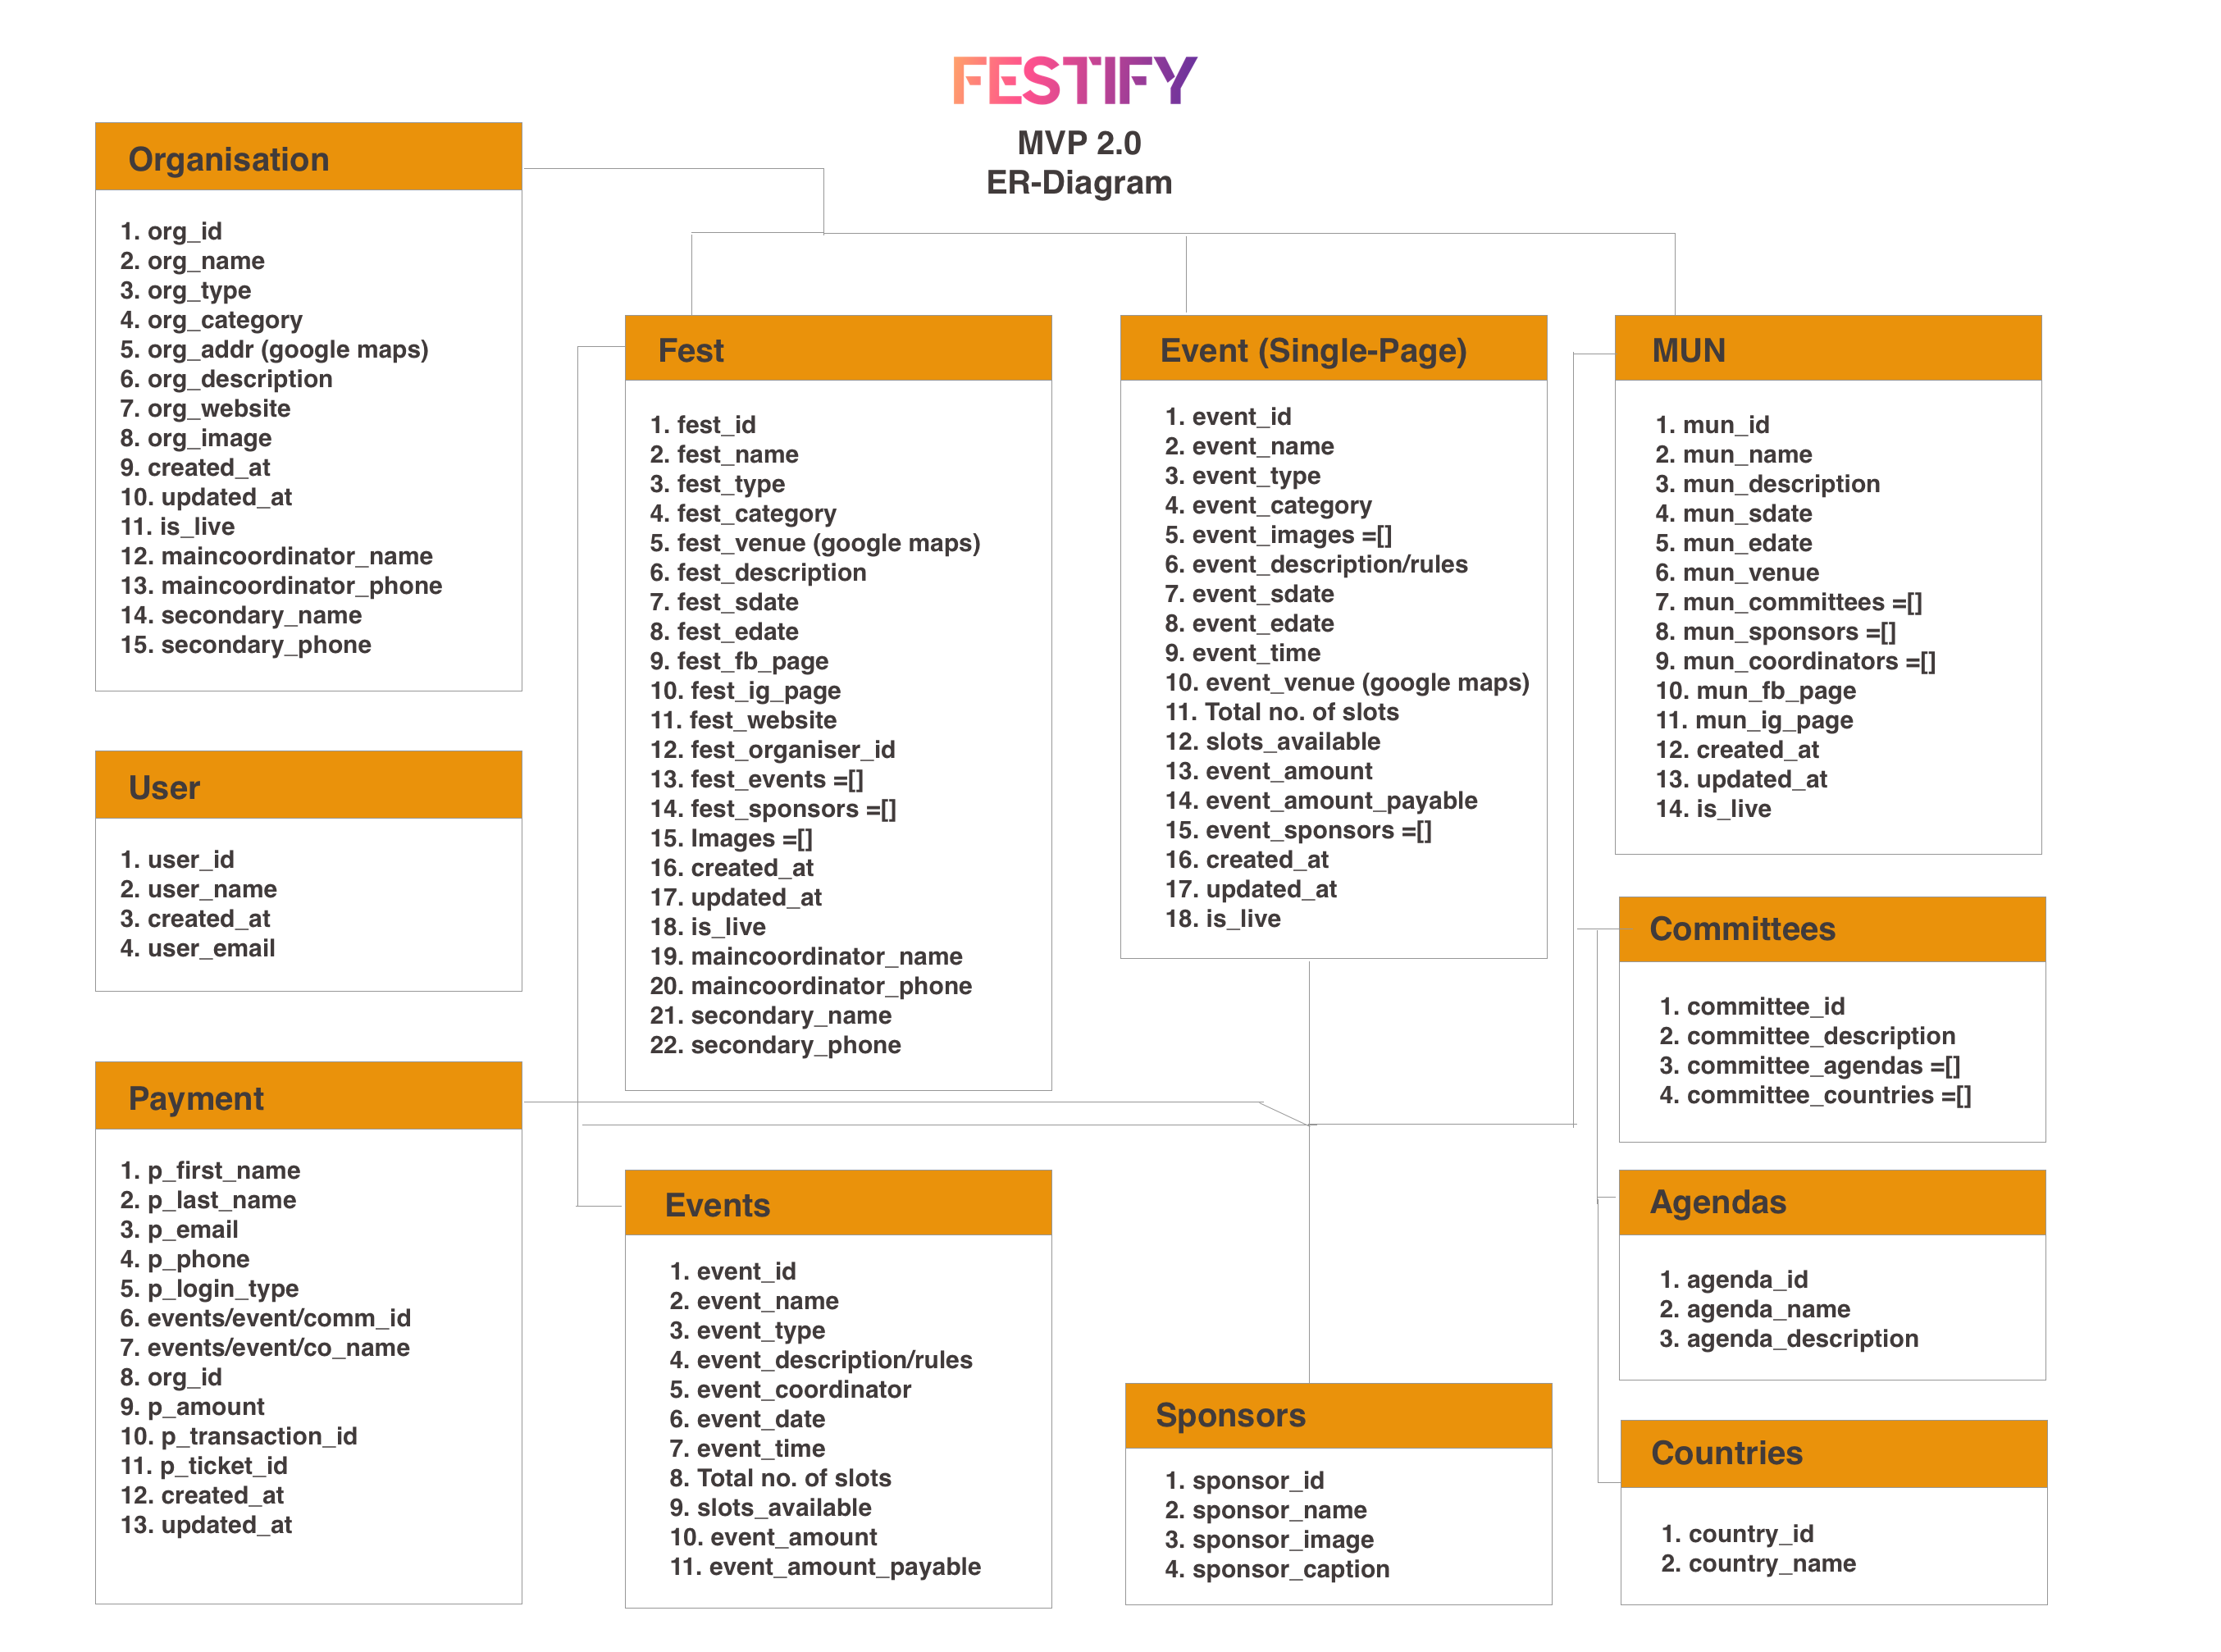 FESTIFY
MVP 2.0
ER-Diagram
Organisation
1. org_id
2. org_name
3. org_type
4. org_category
5. org_addr (google maps)
6. org_description
7. org_website
8. org_image
9. created_at
10. updated_at
11. is_live
12. maincoordinator_name
13. maincoordinator_phone
14. secondary_name
15. secondary_phone
User
1. user_id
2. user_name
3. created_at
4. user_email
Payment
1. p_first_name
2. p_last_name
3. p_email
4. p_phone
5. p_login_type
6. events/event/comm_id
7. events/event/co_name
8. org_id
9. p_amount
10. p_transaction_id
11. p_ticket_id
12. created_at
13. updated_at
Fest
1. fest_id
2. fest_name
3. fest_type
4. fest_category
5. fest_venue (google maps)
6. fest_description
7. fest_sdate
8. fest_edate
9. fest_fb_page
10. fest_ig_page
11. fest_website
12. fest_organiser_id
13. fest_events =[]
14. fest_sponsors =[]
15. Images =[]
16. created_at
17. updated_at
18. is_live
19. maincoordinator_name
20. maincoordinator_phone
21. secondary_name
22. secondary_phone
Events
1. event_id
2. event_name
3. event_type
4. event_description/rules
5. event_coordinator
6. event_date
7. event_time
8. Total no. of slots
9. slots_available
10. event_amount
11. event_amount_payable
Event (Single-Page)
1. event_id
2. event_name
3. event_type
4. event_category
5. event_images =[]
6. event_description/rules
7. event_sdate
8. event_edate
9. event_time
10. event_venue (google maps)
11. Total no. of slots
12. slots_available
13. event_amount
14. event_amount_payable
15. event_sponsors =[]
16. created_at
17. updated_at
18. is_live
Sponsors
1. sponsor_id
2. sponsor_name
3. sponsor_image
4. sponsor_caption
MUN
1. mun_id
2. mun_name
3. mun_description
4. mun_sdate
5. mun_edate
6. mun_venue
7. mun_committees =[]
8. mun_sponsors =[]
9. mun_coordinators =[]
10. mun_fb_page
11. mun_ig_page
12. created_at
13. updated_at
14. is_live
Committees
1. committee_id
2. committee_description
3. committee_agendas =[]
4. committee_countries =[]
Agendas
1. agenda_id
2. agenda_name
3. agenda_description
Countries
1. country_id
2. country_name